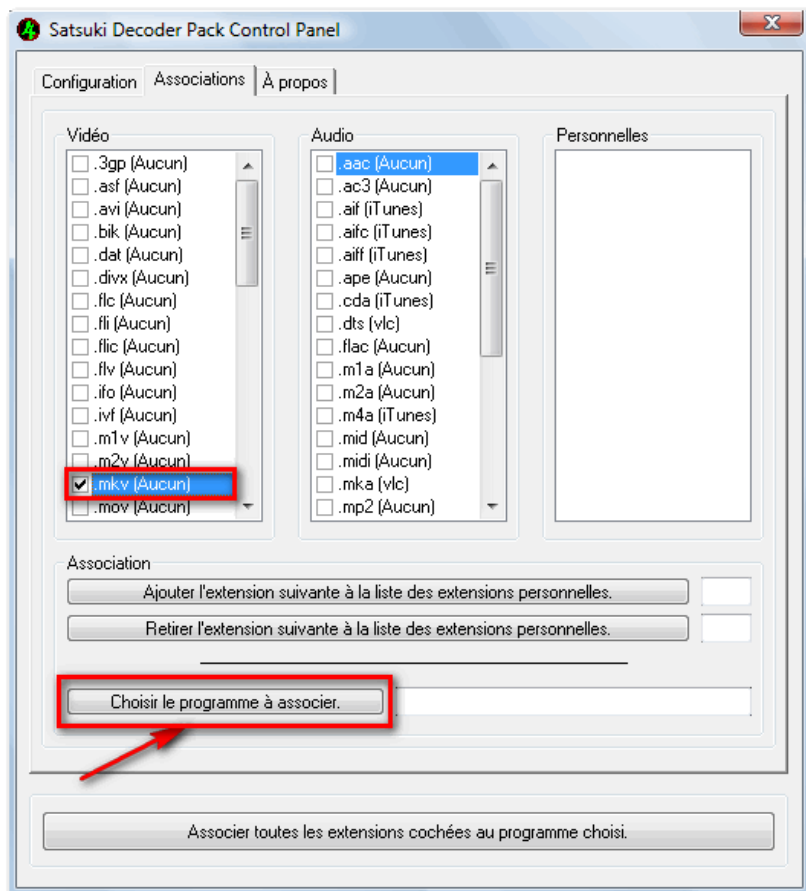 Satsuki Decoder Pack Control Panel
Configuration
Associations
À propos
Vidéo
.3gp (Aucun)
.asf (Aucun)
.avi (Aucun)
.bik (Aucun)
.dat (Aucun)
.divx (Aucun)
.flc (Aucun)
.fli (Aucun)
.flic (Aucun)
.flv (Aucun)
.ifo (Aucun)
.ivf (Aucun)
.m1v (Aucun)
.m2v (Aucun)
.mkv (Aucun)
.mov (Aucun)
Audio
.aac (Aucun)
.ac3 (Aucun)
.aif (iTunes)
.aifc (iTunes)
.aiff (iTunes)
.ape (Aucun)
.cda (iTunes)
.dts (vlc)
.flac (Aucun)
.m1a (Aucun)
.m2a (Aucun)
.m4a (iTunes)
.mid (Aucun)
.midi (Aucun)
.mka (vlc)
.mp2 (Aucun)
Personnelles
Association
Ajouter l'extension suivante à la liste des extensions personnelles.
Retirer l'extension suivante à la liste des extensions personnelles.
Choisir le programme à associer.
Associer toutes les extensions cochées au programme choisi.